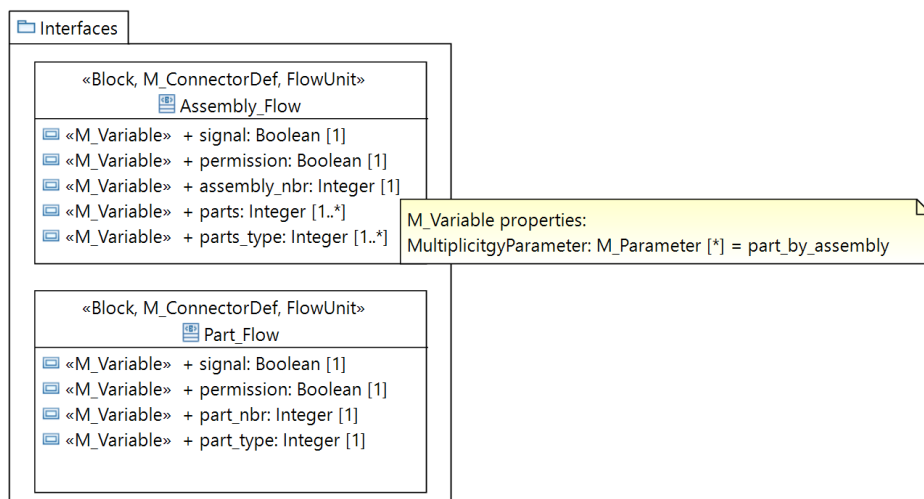 Interfaces
«Block, M_ConnectorDef, FlowUnit»
Assembly_Flow
«M_Variable» + signal: Boolean [1]
«M_Variable» + permission: Boolean [1]
«M_Variable» + assembly_nbr: Integer [1]
«M_Variable» + parts: Integer [1..*]
«M_Variable» + parts_type: Integer [1..*]
M_Variable properties:
MultiplicitgyParameter: M_Parameter [*] = part_by_assembly
«Block, M_ConnectorDef, FlowUnit»
Part_Flow
«M_Variable» + signal: Boolean [1]
«M_Variable» + permission: Boolean [1]
«M_Variable» + part_nbr: Integer [1]
«M_Variable» + part_type: Integer [1]